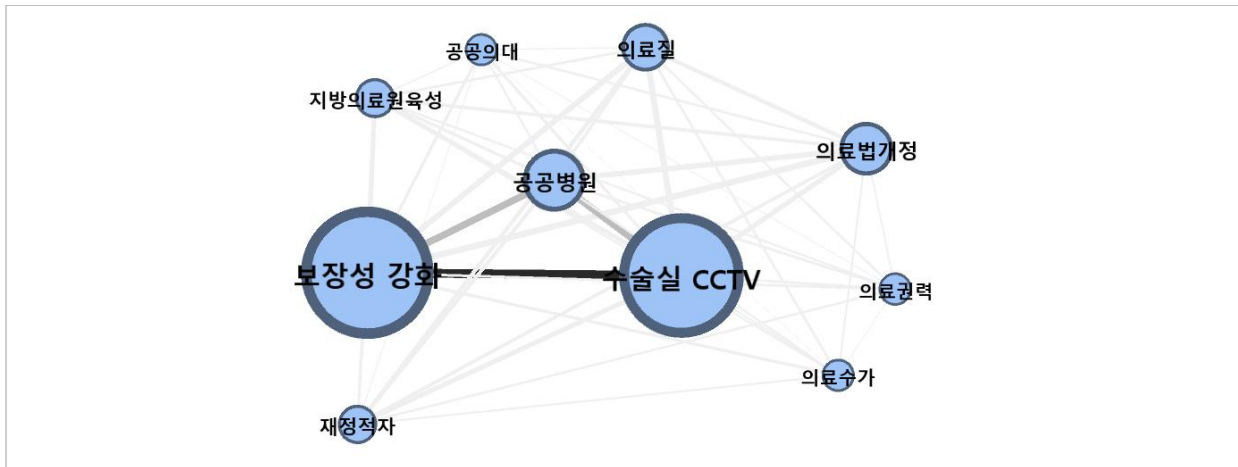 공공의대
의료질
지방의료원육성
의료법개정
공공병원
보장성 강화
수술실 CCTV
의료권력
의료수가
재정적자